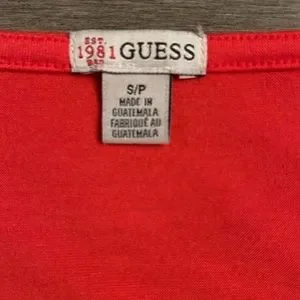 EST.
1981 GUESS
S/P
MADE IN
GUATEMALA
FABRIQUÉ AU
GUATEMALA